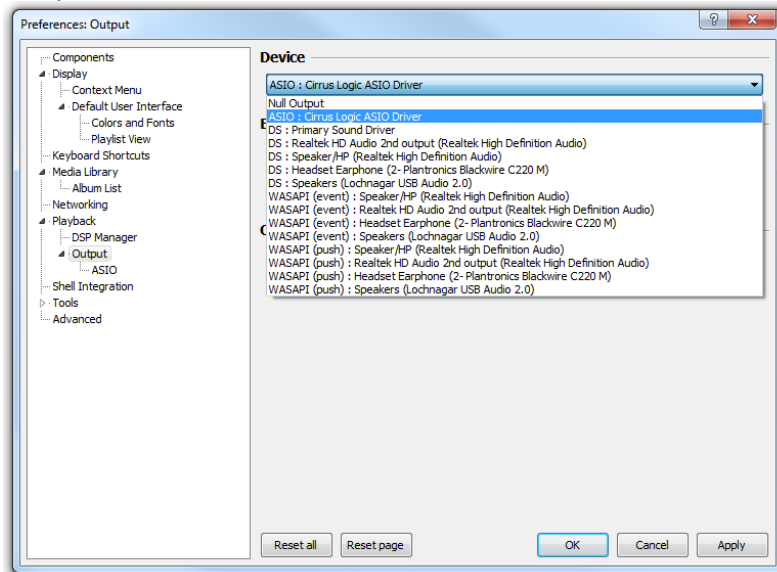 Preferences: Output
Components
Display
Context Menu
Default User Interface
Colors and Fonts
Playlist View
Keyboard Shortcuts
Media Library
Album List
Networking
Playback
DSP Manager
Output
ASIO
Shell Integration
Tools
Advanced
Device
ASIO : Cirrus Logic ASIO Driver
Null Output
ASIO : Cirrus Logic ASIO Driver
DS : Primary Sound Driver
DS : Realtek HD Audio 2nd output (Realtek High Definition Audio)
DS : Speaker/HP (Realtek High Definition Audio)
DS : Headset Earphone (2- Plantronics Blackwire C220 M)
DS : Speakers (Lochnagar USB Audio 2.0)
WASAPI (event) : Speaker/HP (Realtek High Definition Audio)
WASAPI (event) : Realtek HD Audio 2nd output (Realtek High Definition Audio)
WASAPI (event) : Headset Earphone (2- Plantronics Blackwire C220 M)
WASAPI (event) : Speakers (Lochnagar USB Audio 2.0)
WASAPI (push) : Speaker/HP (Realtek High Definition Audio)
WASAPI (push) : Realtek HD Audio 2nd output (Realtek High Definition Audio)
WASAPI (push) : Headset Earphone (2- Plantronics Blackwire C220 M)
WASAPI (push) : Speakers (Lochnagar USB Audio 2.0)
Reset all
Reset page
OK
Cancel
Apply